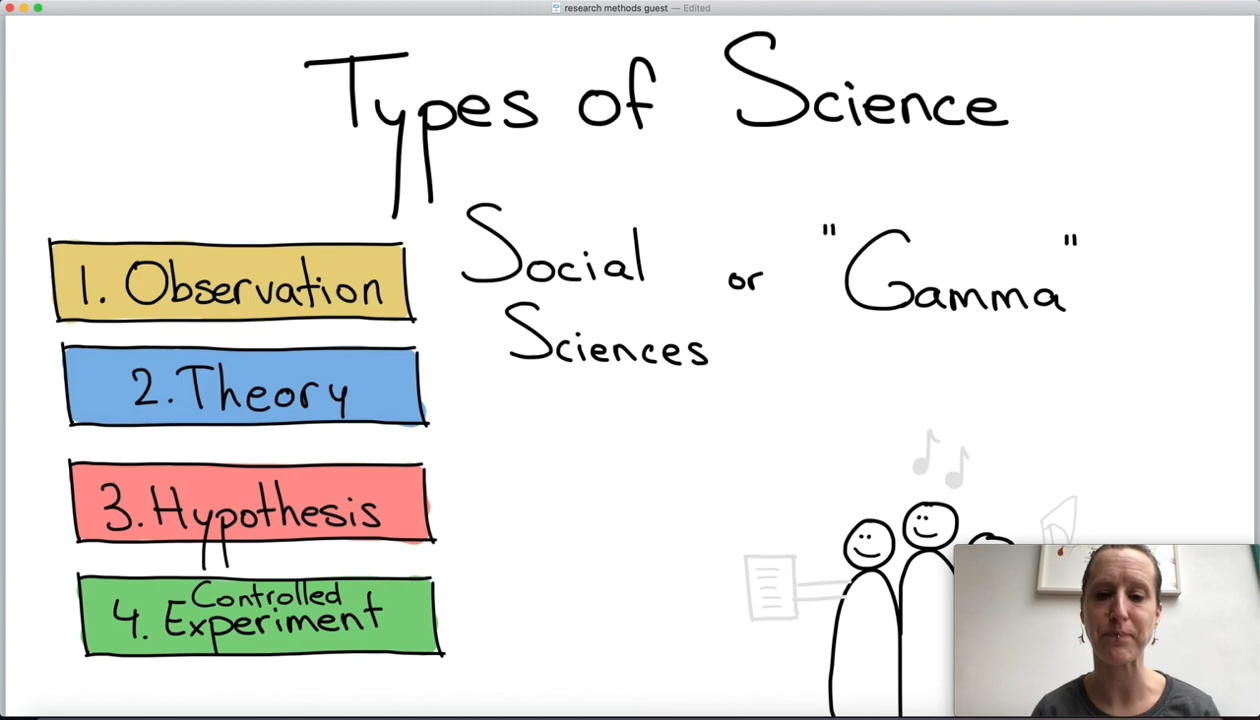 research methods guest — Edited
Types of Science
Social or "Gamma"
Sciences
1. Observation
2. Theory
3. Hypothesis
4. Controlled
Experiment